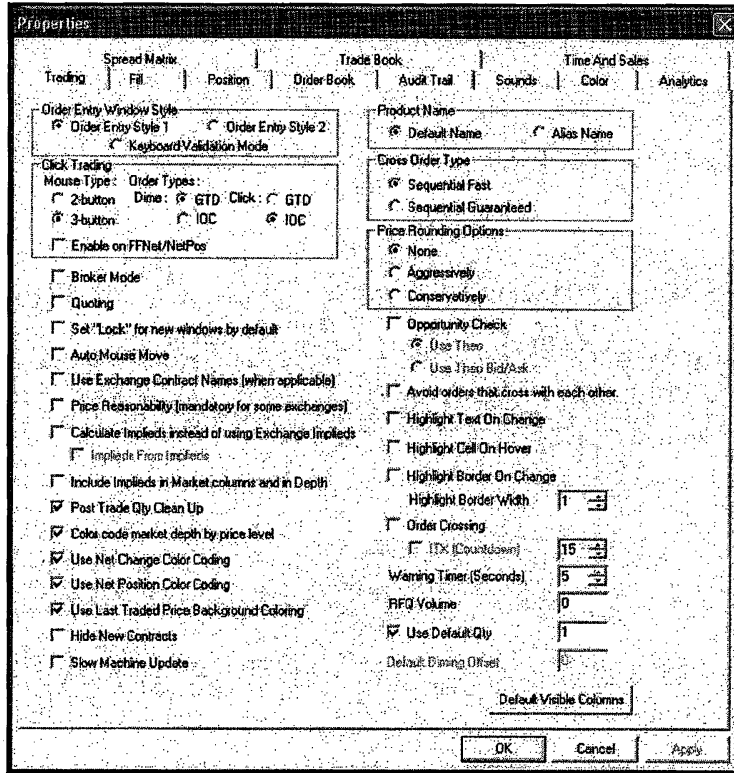 Properties
Spread Matrix Trade Book Time And Sales
Trading Fill Position Order Book Audit Trail Sounds Color Analytics
Order Entry Window Style
Order Entry Style 1 Order Entry Style 2
Keyboard Validation Mode
Click Trading
Mouse Type: Order Types:
2-button Dime: GTD Click: GTD
3-button IOC IOC
Enable on FFNet/NetPos
Broker Mode
Quoting
Set "Lock" for new windows by default
Auto Mouse Move
Use Exchange Contract Names (when applicable)
Price Reasonability (mandatory for some exchanges)
Calculate Implieds instead of using Exchange Implieds
Implieds From Implieds
Include Implieds in Market columns and in Depth
Post Trade Qty Clean Up
Color code market depth by price level
Use Net Change Color Coding
Use Net Position Color Coding
Use Last Traded Price Background Coloring
Hide New Contracts
Slow Machine Update
Product Name
Default Name Alias Name
Cross Order Type
Sequential Fast
Sequential Guaranteed
Price Rounding Options:
None
Aggressively
Conservatively
Opportunity Check
Use Theo
Use Theo Bid/Ask
Avoid orders that cross with each other.
Highlight Text On Change
Highlight Cell On Hover
Highlight Border On Change
Highlight Border Width 1
Order Crossing
ITX (Countdown) 15
Warning Timer (Seconds) 5
RFQ Volume 0
Use Default Qty 1
Default Diming Offset 0
Default Visible Columns
OK Cancel Apply